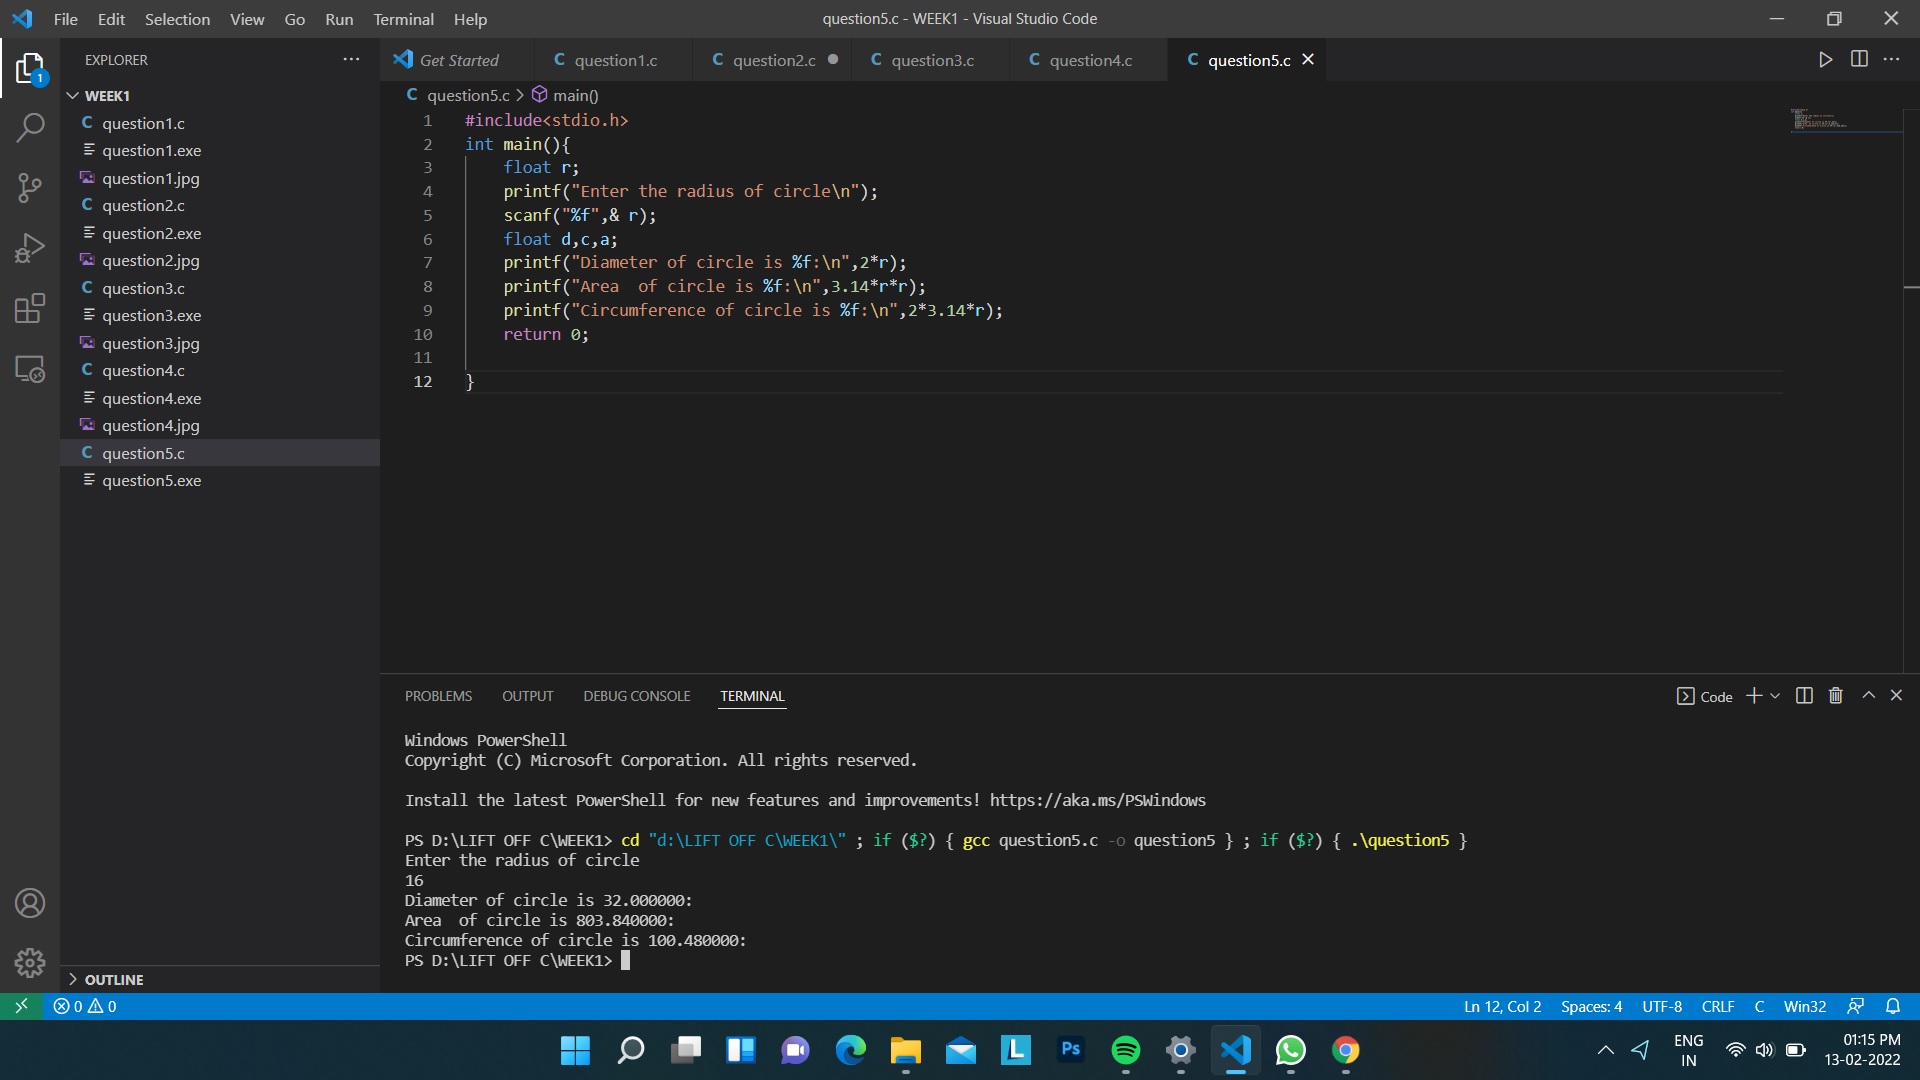 File Edit Selection View Go Run Terminal Help question5.c - WEEK1 - Visual Studio Code
EXPLORER
WEEK1
question1.c
question1.exe
question1.jpg
question2.c
question2.exe
question2.jpg
question3.c
question3.exe
question3.jpg
question4.c
question4.exe
question4.jpg
question5.c
question5.exe
OUTLINE
Get Started question1.c question2.c question3.c question4.c question5.c
question5.c > main()
1 #include<stdio.h>
2 int main(){
3 float r;
4 printf("Enter the radius of circle\n");
5 scanf("%f",& r);
6 float d,c,a;
7 printf("Diameter of circle is %f:\n",2*r);
8 printf("Area  of circle is %f:\n",3.14*r*r);
9 printf("Circumference of circle is %f:\n",2*3.14*r);
10 return 0;
11
12 }
PROBLEMS OUTPUT DEBUG CONSOLE TERMINAL Code
Windows PowerShell
Copyright (C) Microsoft Corporation. All rights reserved.
Install the latest PowerShell for new features and improvements! https://aka.ms/PSWindows
PS D:\LIFT OFF C\WEEK1> cd "d:\LIFT OFF C\WEEK1\" ; if ($?) { gcc question5.c -o question5 } ; if ($?) { .\question5 }
Enter the radius of circle
16
Diameter of circle is 32.000000:
Area  of circle is 803.840000:
Circumference of circle is 100.480000:
PS D:\LIFT OFF C\WEEK1>
0 0 Ln 12, Col 2 Spaces: 4 UTF-8 CRLF C Win32
ENG
IN
01:15 PM
13-02-2022